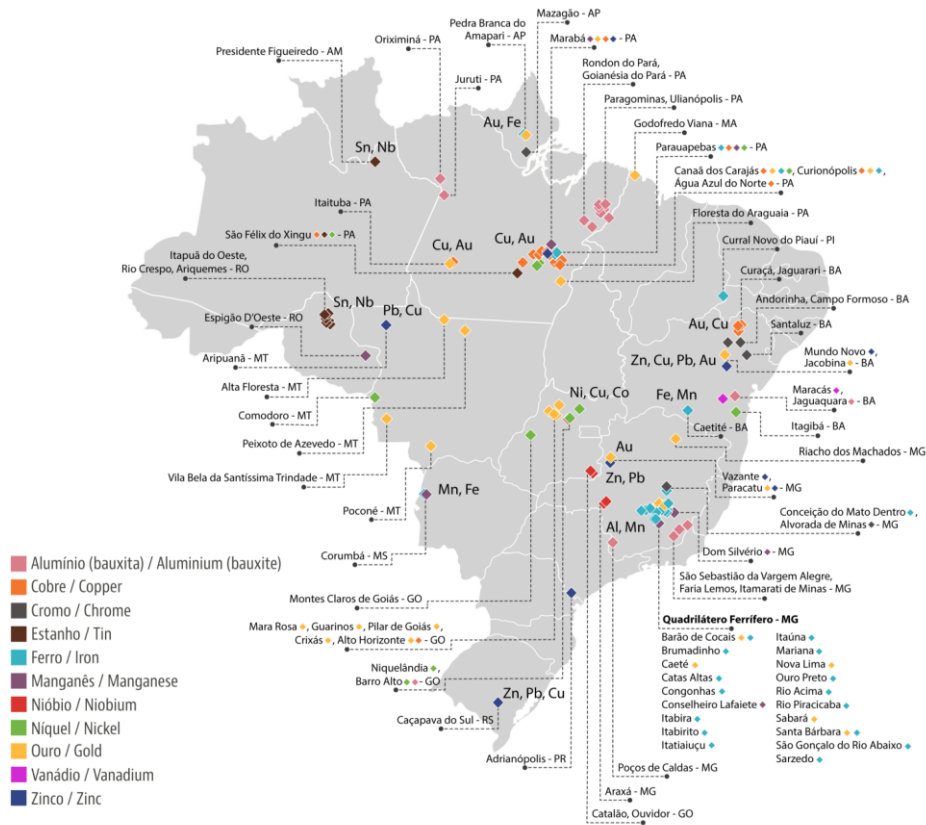 Mazagão - AP
Pedra Branca do
Amapari - AP
Oriximiná - PA
Marabá - PA
Presidente Figueiredo - AM
Rondon do Pará,
Goianésia do Pará - PA
Juruti - PA
Paragominas, Ulianópolis - PA
Au, Fe
Godofredo Viana - MA
Sn, Nb
Parauapebas - PA
Canaã dos Carajás , Curionópolis ,
Água Azul do Norte - PA
Itaituba - PA
Floresta do Araguaia - PA
São Félix do Xingu - PA
Cu, Au
Cu, Au
Curral Novo do Piauí - PI
Itapuã do Oeste,
Rio Crespo, Ariquemes - RO
Curaçá, Jaguarari - BA
Sn, Nb
Andorinha, Campo Formoso - BA
Pb, Cu
Espigão D'Oeste - RO
Au, Cu
Santaluz - BA
Aripuanã - MT
Zn, Cu, Pb, Au
Mundo Novo ,
Jacobina - BA
Alta Floresta - MT
Ni, Cu, Co
Fe, Mn
Maracás ,
Jaguaquara - BA
Comodoro - MT
Caetité - BA
Itagibá - BA
Peixoto de Azevedo - MT
Au
Riacho dos Machados - MG
Vila Bela da Santíssima Trindade - MT
Zn, Pb
Vazante ,
Paracatu - MG
Mn, Fe
Poconé - MT
Conceição do Mato Dentro ,
Alvorada de Minas - MG
Al, Mn
Corumbá - MS
Dom Silvério - MG
Alumínio (bauxita) / Aluminium (bauxite)
Cobre / Copper
Cromo / Chrome
Estanho / Tin
Ferro / Iron
Manganês / Manganese
Nióbio / Niobium
Níquel / Nickel
Ouro / Gold
Vanádio / Vanadium
Zinco / Zinc
São Sebastião da Vargem Alegre,
Faria Lemos, Itamarati de Minas - MG
Montes Claros de Goiás - GO
Mara Rosa , Guarinos , Pilar de Goiás ,
Crixás , Alto Horizonte - GO
Niquelândia ,
Barro Alto - GO
Zn, Pb, Cu
Caçapava do Sul - RS
Adrianópolis - PR
Quadrilátero Ferrífero - MG
Barão de Cocais
Brumadinho
Caeté
Catas Altas
Congonhas
Conselheiro Lafaiete
Itabira
Itabirito
Itatiaiuçu
Itaúna
Mariana
Nova Lima
Ouro Preto
Rio Acima
Rio Piracicaba
Sabará
Santa Bárbara
São Gonçalo do Rio Abaixo
Sarzedo
Poços de Caldas - MG
Araxá - MG
Catalão, Ouvidor - GO